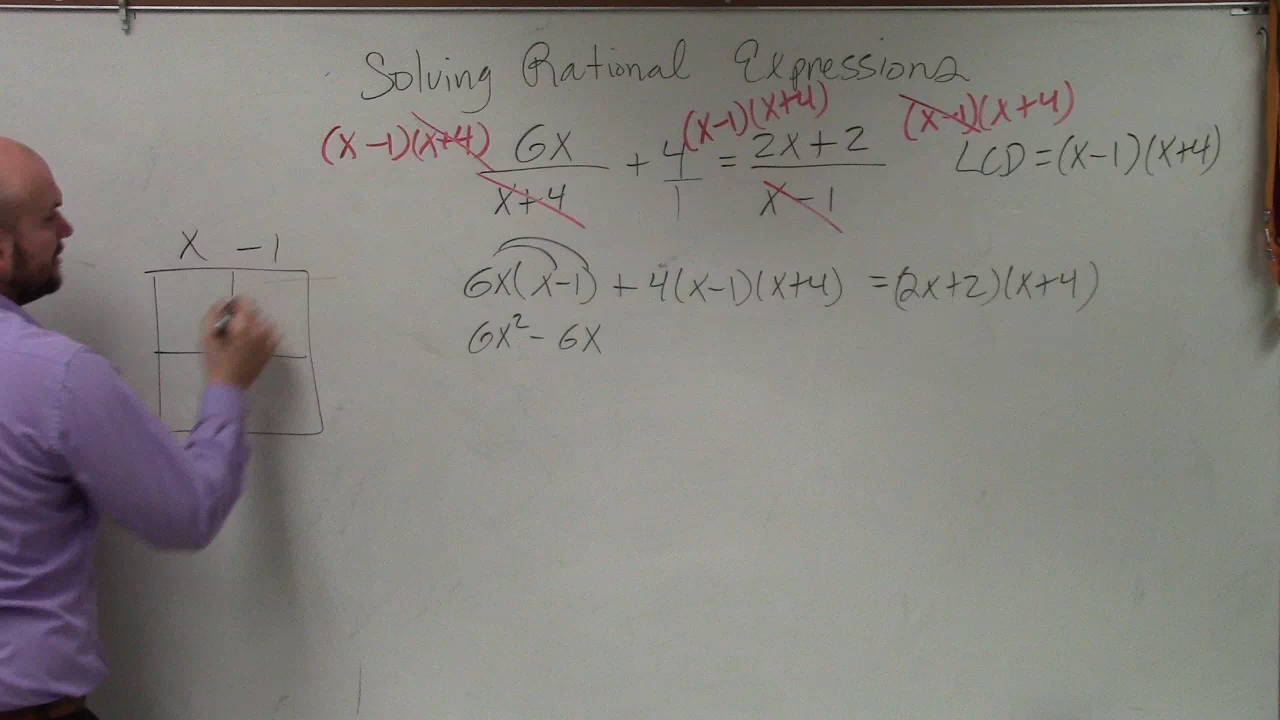 Solving Rational Expressions
(x-1)(x+4) 6x/x+4 + 4/1 (x-1)(x+4) = 2x+2/x-1 (x-1)(x+4) LCD=(x-1)(x+4)
x -1
6x(x-1) + 4(x-1)(x+4) = (2x+2)(x+4)
6x² - 6x